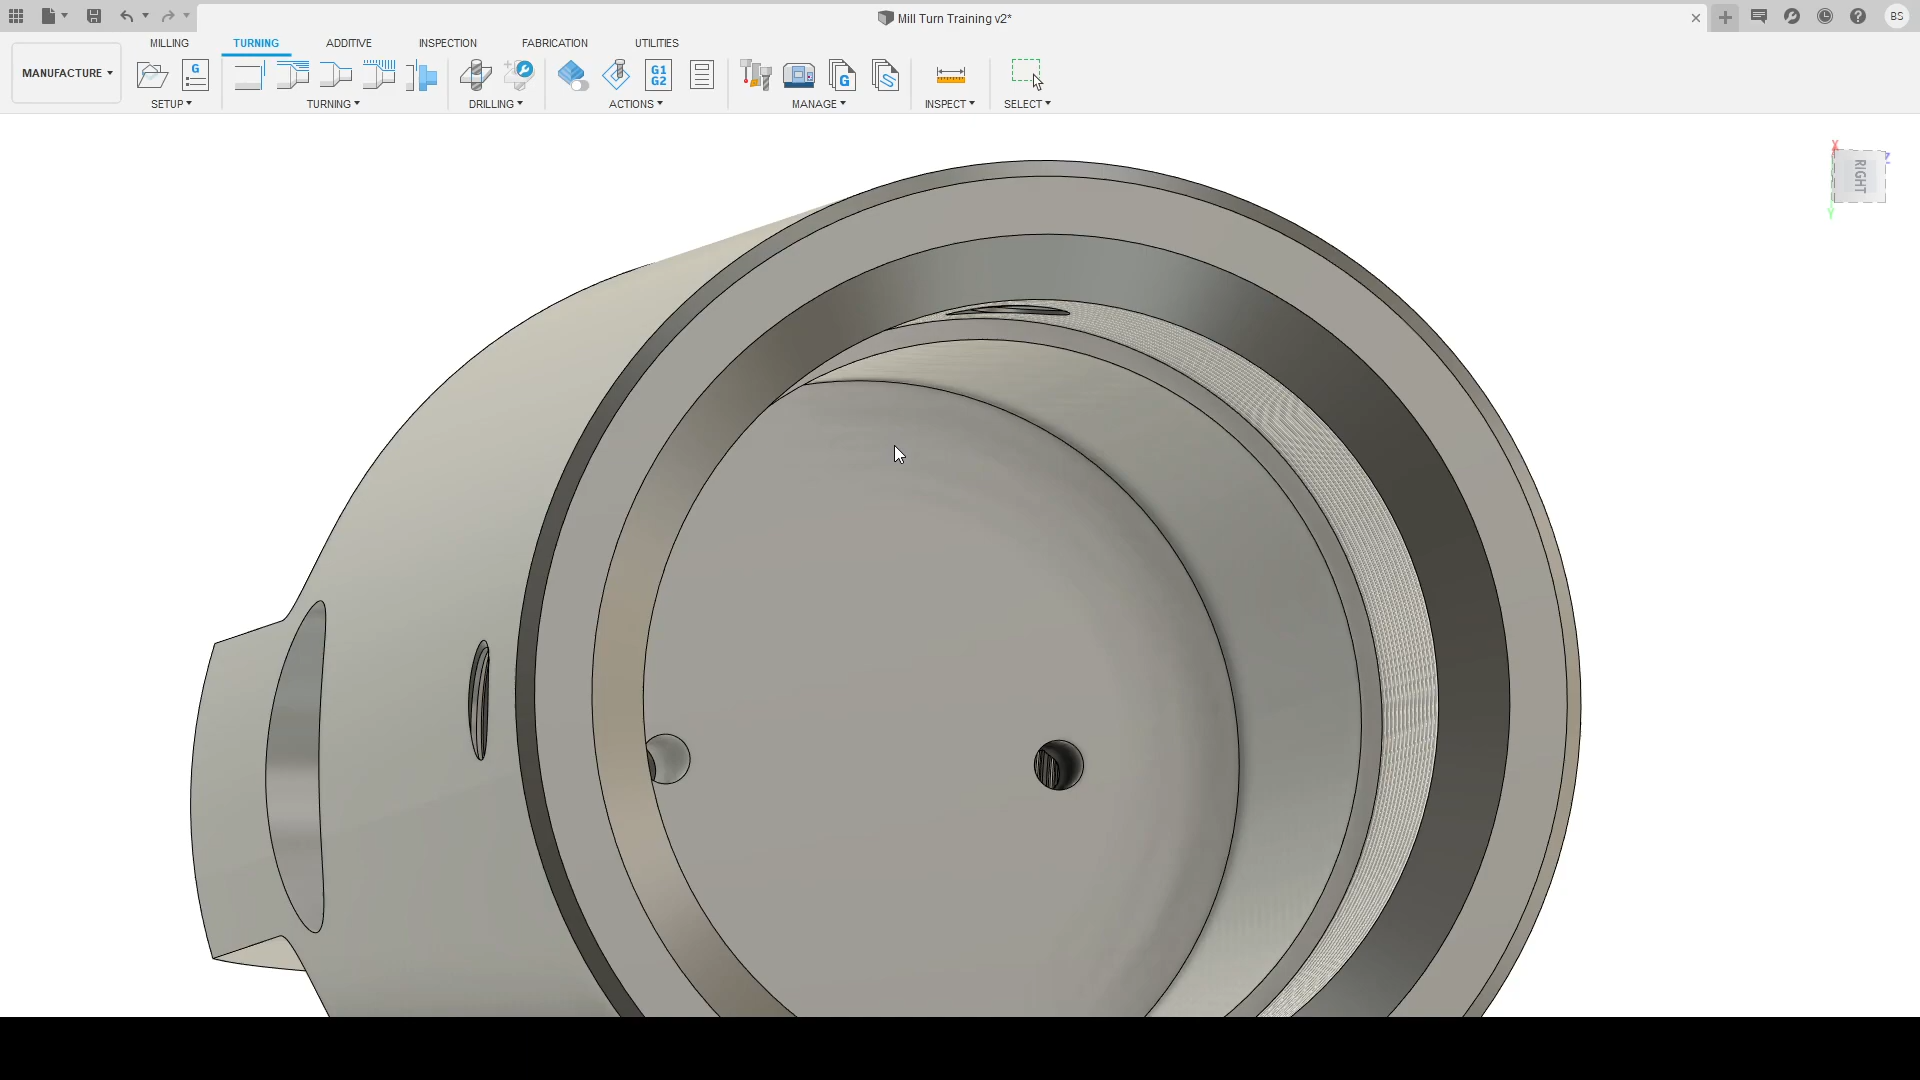 Mill Turn Training v2*
BS
MILLING TURNING ADDITIVE INSPECTION FABRICATION UTILITIES
MANUFACTURE
G
G1
G2
G
SETUP TURNING DRILLING ACTIONS MANAGE INSPECT SELECT
X
Z
RIGHT
Y